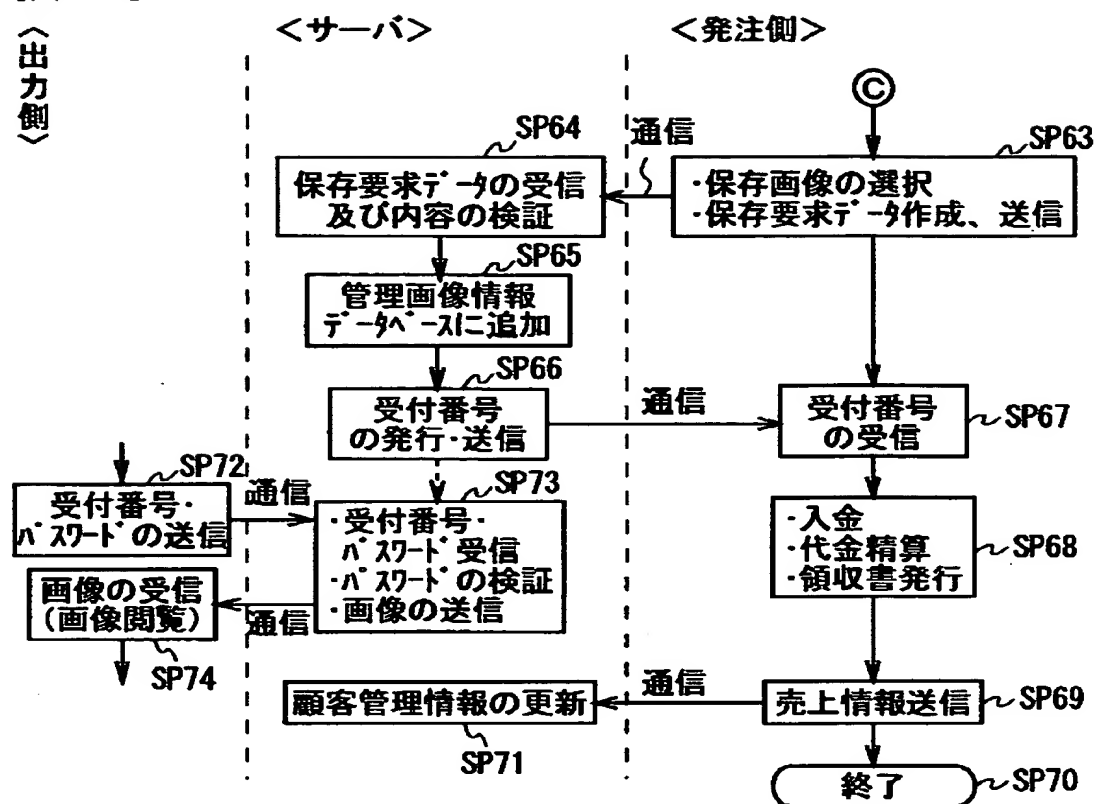 〈出力側〉
＜サーバ＞
＜発注側＞
C
SP64
通信
SP63
保存要求データの受信
及び内容の検証
・保存画像の選択
・保存要求データ作成、送信
SP65
管理画像情報
データベースに追加
SP66
受付番号
の発行・送信
通信
受付番号
の受信
SP67
SP72
受付番号・
パスワードの送信
通信
SP73
・受付番号・
パスワード受信
・パスワードの検証
・画像の送信
・入金
・代金精算
・領収書発行
SP68
画像の受信
(画像閲覧)
通信
SP74
顧客管理情報の更新
SP71
通信
売上情報送信
SP69
終了
SP70